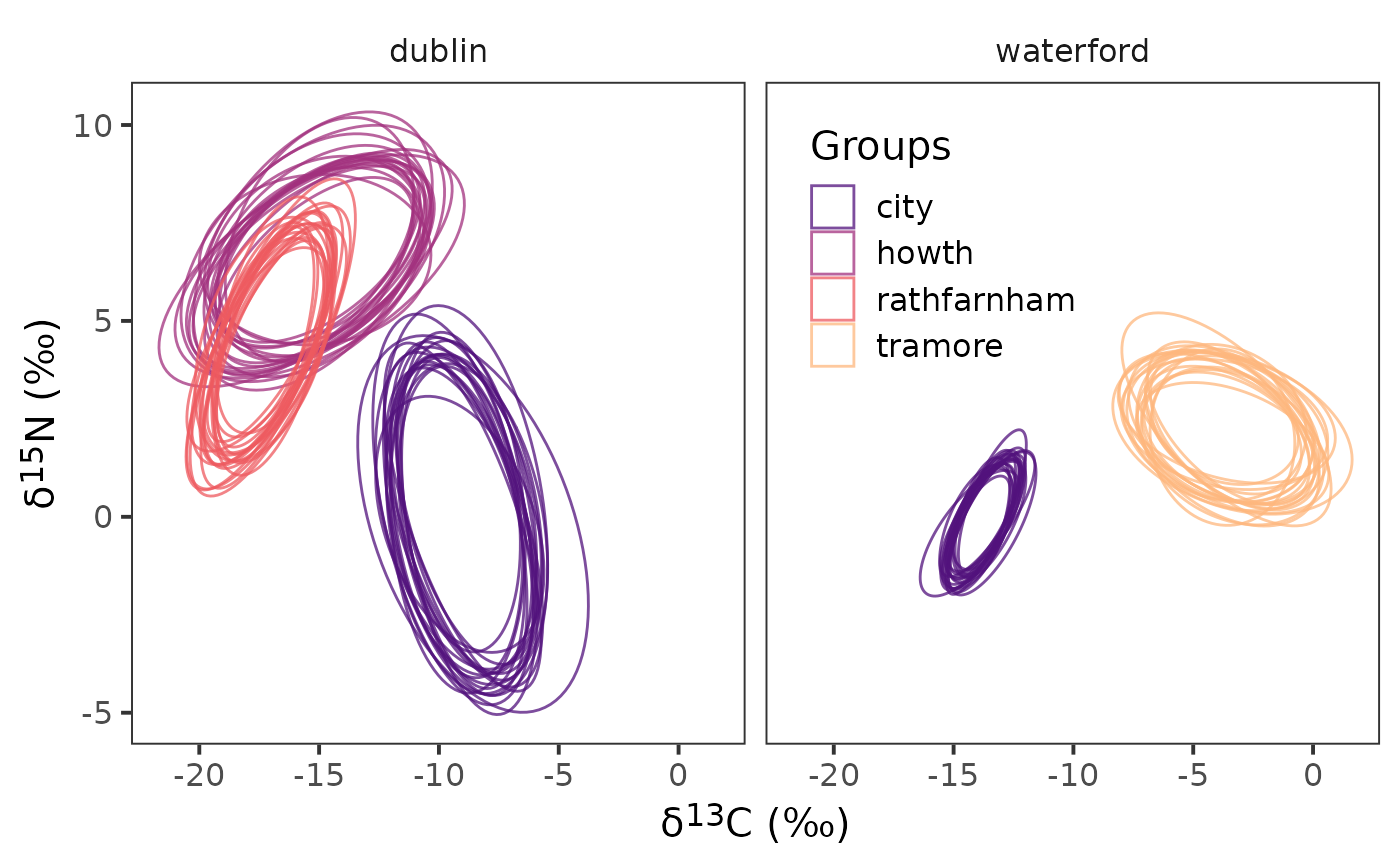 dublin
waterford
10
5
0
-5
δ¹⁵N (‰)
Groups
city
howth
rathfarnham
tramore
-20 -15 -10 -5 0
-20 -15 -10 -5 0
δ¹³C (‰)